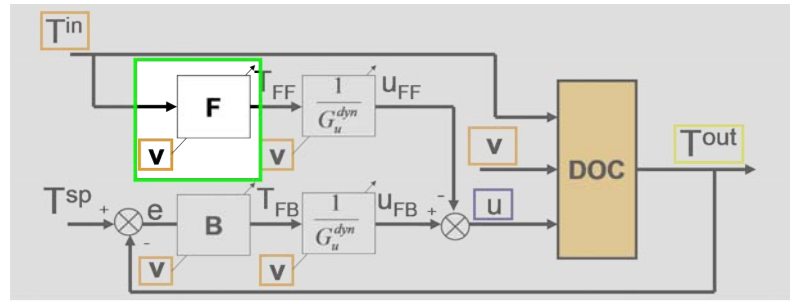 T^in
F
T_FF
1
G_u^dyn
u_FF
v
v
v
DOC
T^out
T^sp
+
-
e
B
T_FB
1
G_u^dyn
u_FB
-
+
u
v
v